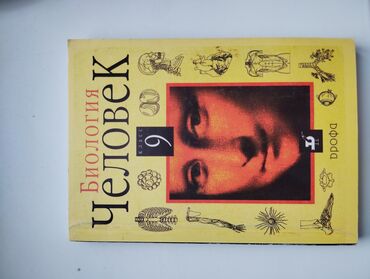 Биология
Человек
класс
9
дрофа